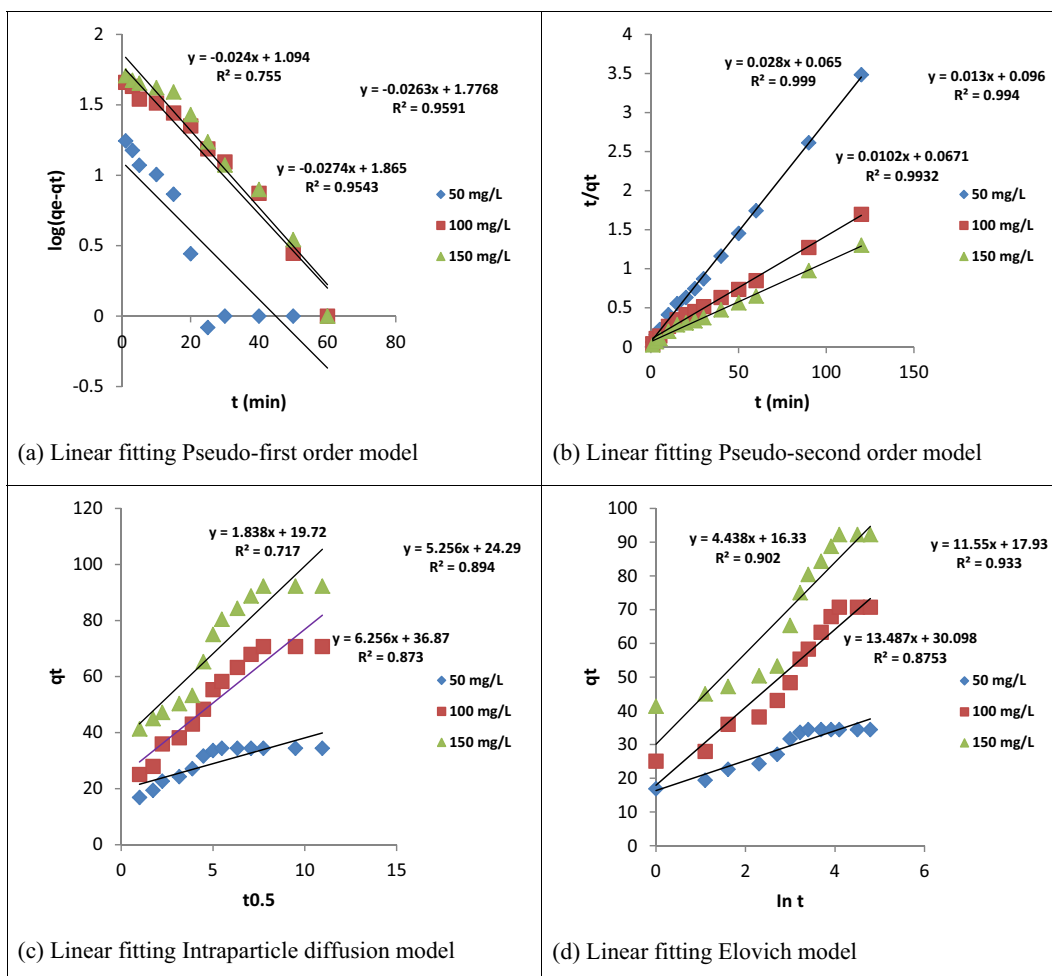 2
1.5
1
0.5
0
-0.5
0
20
40
60
80
log(qe-qt)
t (min)
y = -0.024x + 1.094
R² = 0.755
y = -0.0263x + 1.7768
R² = 0.9591
y = -0.0274x + 1.865
R² = 0.9543
50 mg/L
100 mg/L
150 mg/L
(a) Linear fitting Pseudo-first order model
4
3.5
3
2.5
2
1.5
1
0.5
0
0
50
100
150
t/qt
t (min)
y = 0.028x + 0.065
R² = 0.999
y = 0.013x + 0.096
R² = 0.994
y = 0.0102x + 0.0671
R² = 0.9932
50 mg/L
100 mg/L
150 mg/L
(b) Linear fitting Pseudo-second order model
120
100
80
60
40
20
0
0
5
10
15
qt
t0.5
y = 1.838x + 19.72
R² = 0.717
y = 5.256x + 24.29
R² = 0.894
y = 6.256x + 36.87
R² = 0.873
50 mg/L
100 mg/L
150 mg/L
(c) Linear fitting Intraparticle diffusion model
100
90
80
70
60
50
40
30
20
10
0
0
2
4
6
qt
ln t
y = 4.438x + 16.33
R² = 0.902
y = 11.55x + 17.93
R² = 0.933
y = 13.487x + 30.098
R² = 0.8753
50 mg/L
100 mg/L
150 mg/L
(d) Linear fitting Elovich model